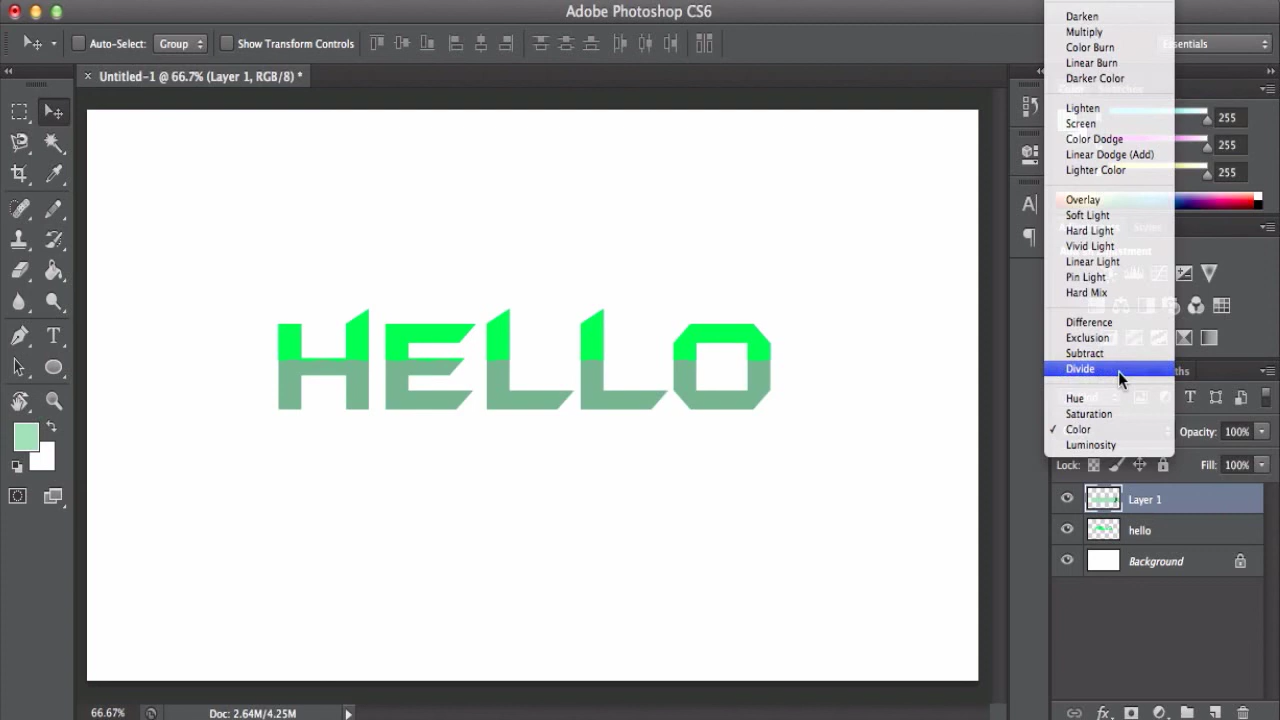 Adobe Photoshop CS6
Auto-Select: Group Show Transform Controls
Essentials
× Untitled-1 @ 66.7% (Layer 1, RGB/8) *
Darken
Multiply
Color Burn
Linear Burn
Darker Color
Lighten
Screen
Color Dodge
Linear Dodge (Add)
Lighter Color
Overlay
Soft Light
Hard Light
Vivid Light
Linear Light
Pin Light
Hard Mix
Difference
Exclusion
Subtract
Divide
Hue
Saturation
✓ Color
Luminosity
255
255
255
Styles
HELLO
Opacity: 100%
Lock: Fill: 100%
Layer 1
hello
Background
66.67% Doc: 2.64M/4.25M